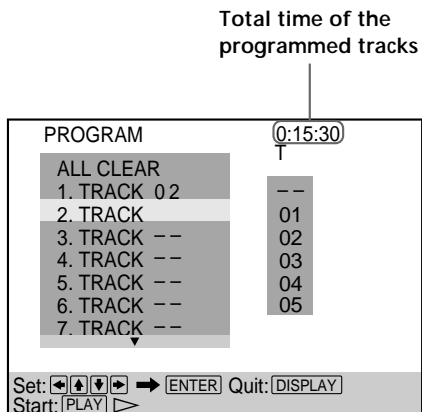 Total time of the
programmed tracks
PROGRAM 0:15:30
T
ALL CLEAR
1. TRACK 02 – –
2. TRACK 01
3. TRACK – – 02
4. TRACK – – 03
5. TRACK – – 04
6. TRACK – – 05
7. TRACK – –
Set: ENTER Quit: DISPLAY
Start: PLAY